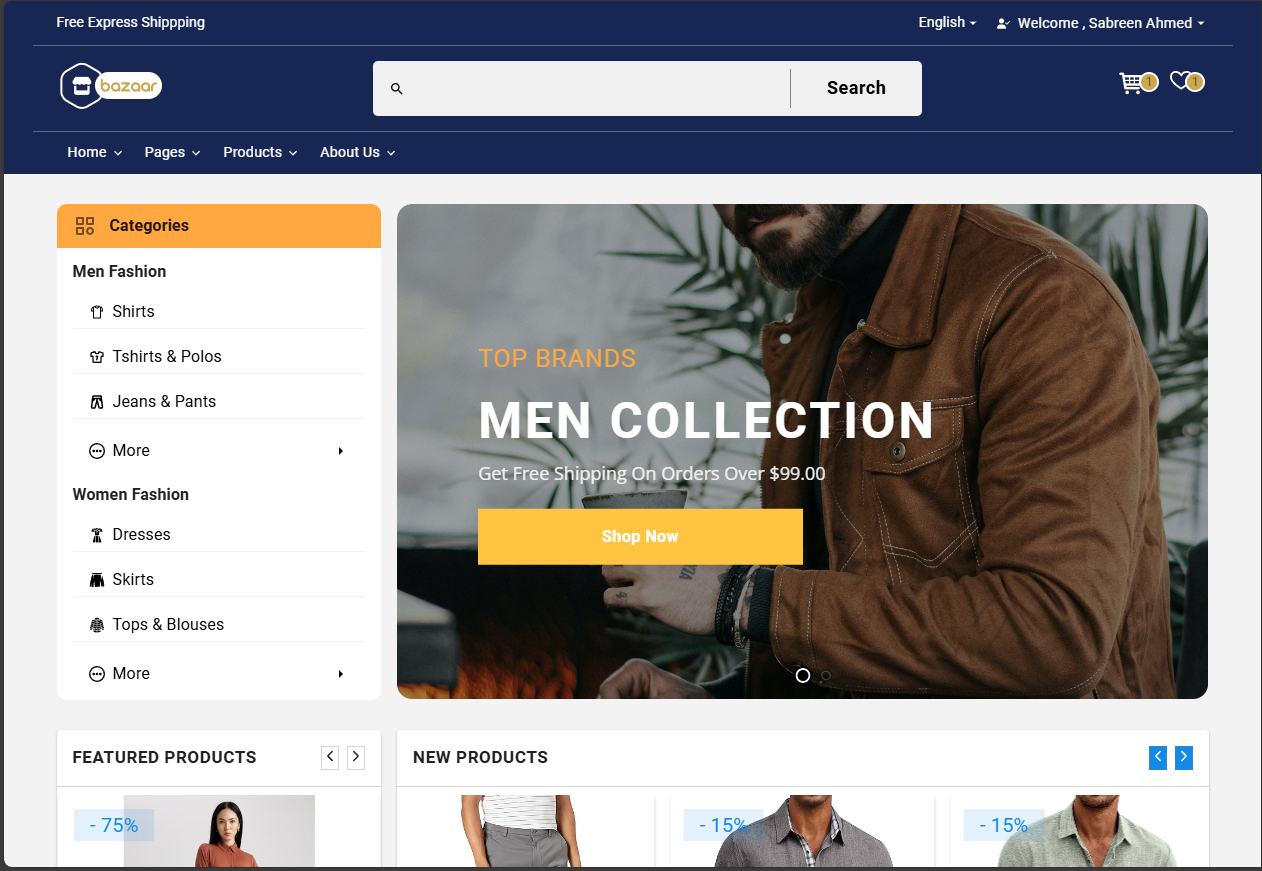 Free Express Shippping
English
Welcome , Sabreen Ahmed
bazaar
Search
1
1
Home
Pages
Products
About Us
Categories
Men Fashion
Shirts
Tshirts & Polos
Jeans & Pants
More
Women Fashion
Dresses
Skirts
Tops & Blouses
More
TOP BRANDS
MEN COLLECTION
Get Free Shipping On Orders Over $99.00
Shop Now
FEATURED PRODUCTS
- 75%
NEW PRODUCTS
- 15%
- 15%